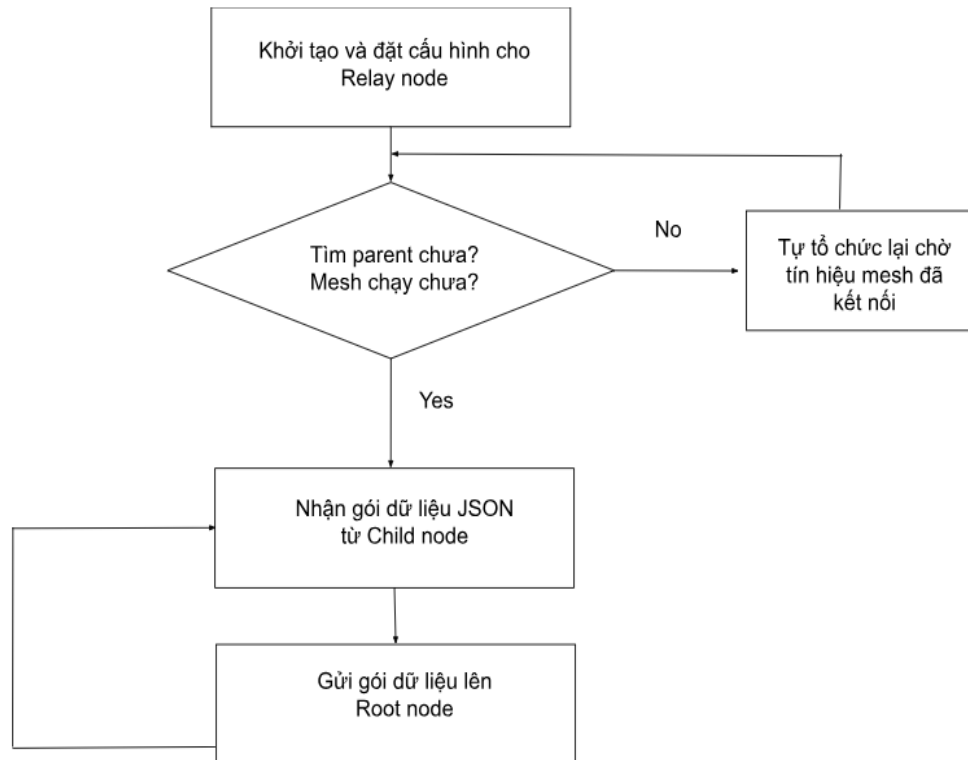 Khởi tạo và đặt cấu hình cho
Relay node
Tìm parent chưa?
Mesh chạy chưa?
No
Tự tổ chức lại chờ
tín hiệu mesh đã
kết nối
Yes
Nhận gói dữ liệu JSON
từ Child node
Gửi gói dữ liệu lên
Root node